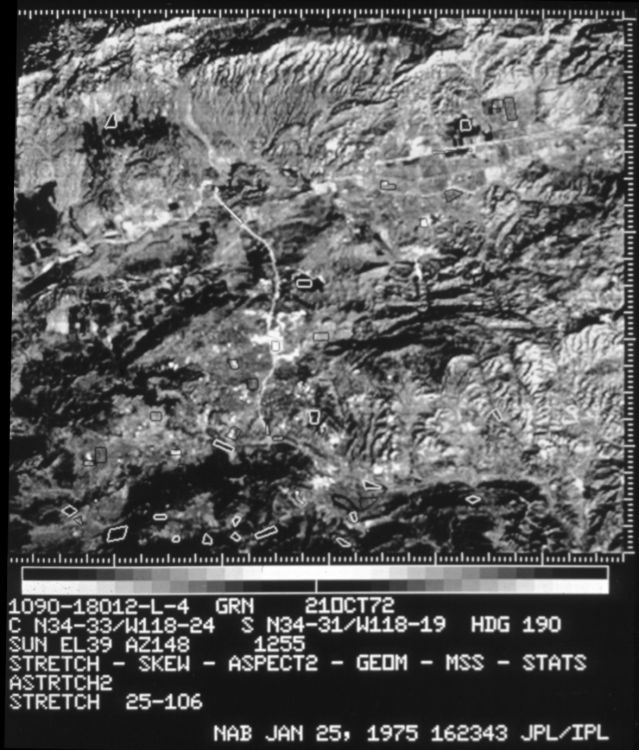 1090-18012-L-4 GRN 21OCT72
C N34-33/W118-24 S N34-31/W118-19 HDG 190
SUN EL39 AZ148 1255
STRETCH - SKEW - ASPECT2 - GEOM - MSS - STATS
ASTRTCH2
STRETCH 25-106
NAB JAN 25, 1975 162343 JPL/IPL